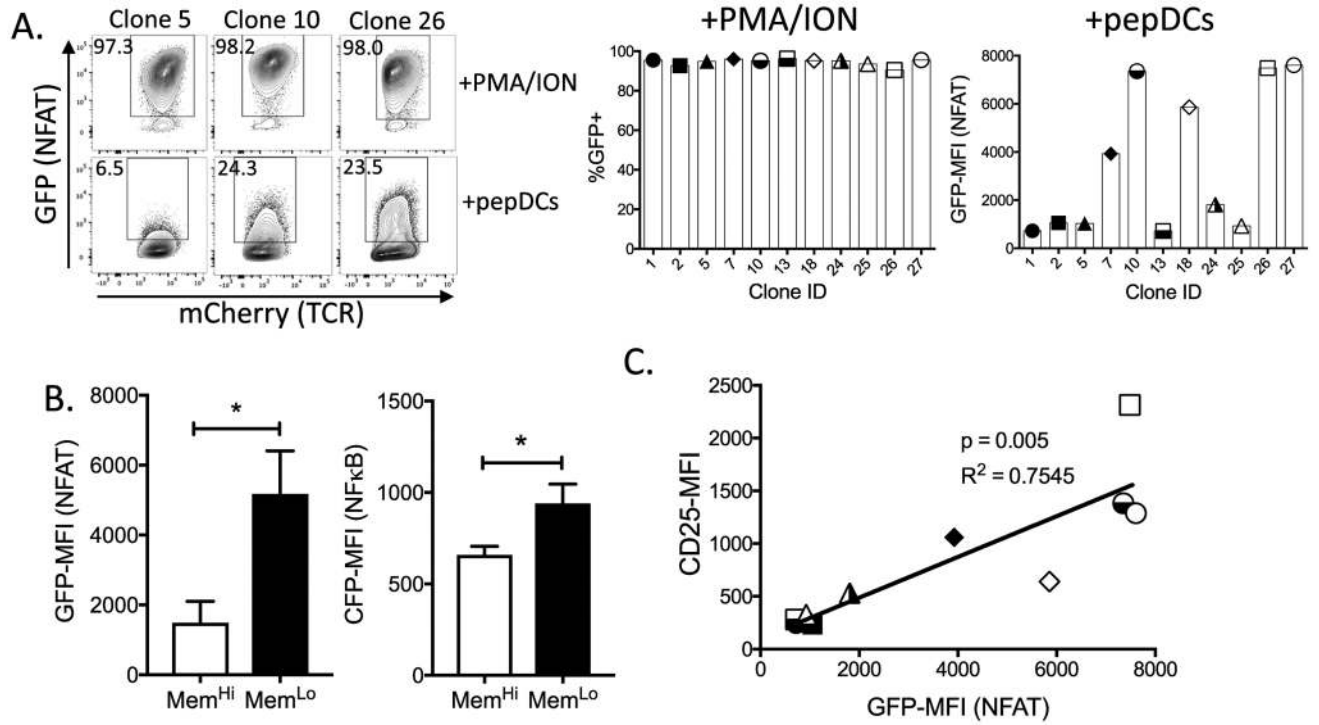 A.
Clone 5 Clone 10 Clone 26
97.3 98.2 98.0
+PMA/ION
6.5 24.3 23.5
+pepDCs
GFP (NFAT)
mCherry (TCR)
+PMA/ION
%GFP+
100
80
60
40
20
0
1 2 5 7 10 13 18 24 25 26 27
Clone ID
+pepDCs
GFP-MFI (NFAT)
8000
6000
4000
2000
0
1 2 5 7 10 13 18 24 25 26 27
Clone ID
B.
GFP-MFI (NFAT)
8000
6000
4000
2000
0
*
MemHi MemLo
CFP-MFI (NFκB)
1500
1000
500
0
*
MemHi MemLo
C.
CD25-MFI
2500
2000
1500
1000
500
0
p = 0.005
R² = 0.7545
0 2000 4000 6000 8000
GFP-MFI (NFAT)